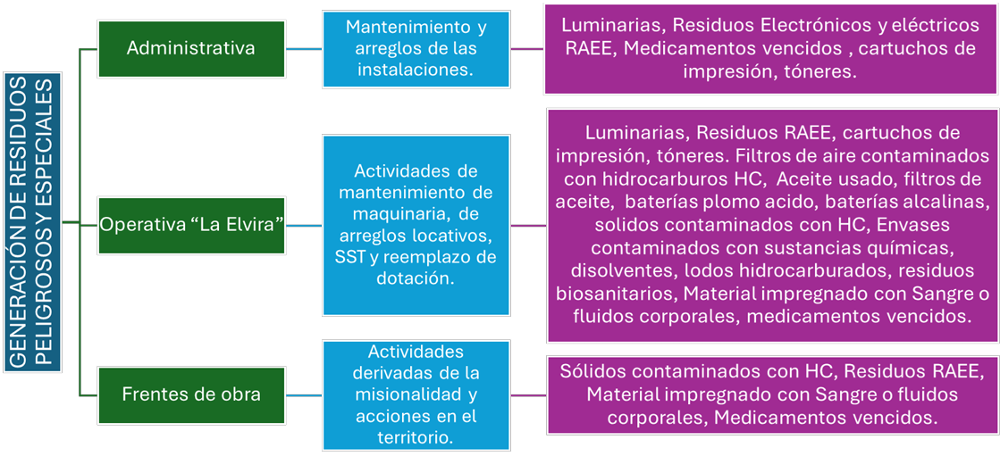 GENERACIÓN DE RESIDUOS
PELIGROSOS Y ESPECIALES
Administrativa
Mantenimiento y
arreglos de las
instalaciones.
Luminarias, Residuos Electrónicos y eléctricos
RAEE, Medicamentos vencidos , cartuchos de
impresión, tóneres.
Operativa “La Elvira”
Actividades de
mantenimiento de
maquinaria, de
arreglos locativos,
SST y reemplazo de
dotación.
Luminarias, Residuos RAEE, cartuchos de
impresión, tóneres. Filtros de aire contaminados
con hidrocarburos HC, Aceite usado, filtros de
aceite, baterías plomo acido, baterías alcalinas,
solidos contaminados con HC, Envases
contaminados con sustancias químicas,
disolventes, lodos hidrocarburados, residuos
biosanitarios, Material impregnado con Sangre o
fluidos corporales, medicamentos vencidos.
Frentes de obra
Actividades
derivadas de la
misionalidad y
acciones en el
territorio.
Sólidos contaminados con HC, Residuos RAEE,
Material impregnado con Sangre o fluidos
corporales, Medicamentos vencidos.